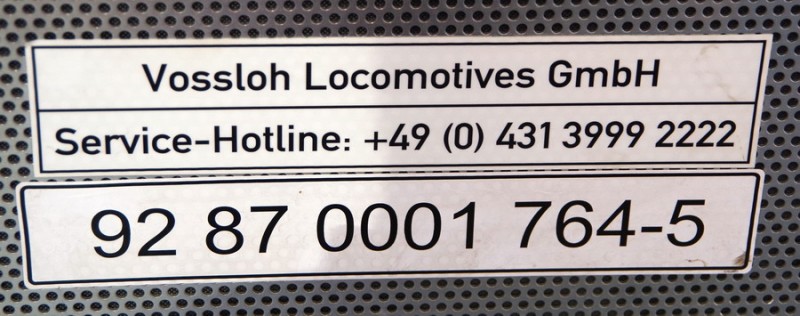 Vossloh Locomotives GmbH
Service-Hotline: +49 (0) 431 3999 2222
92 87 0001 764-5